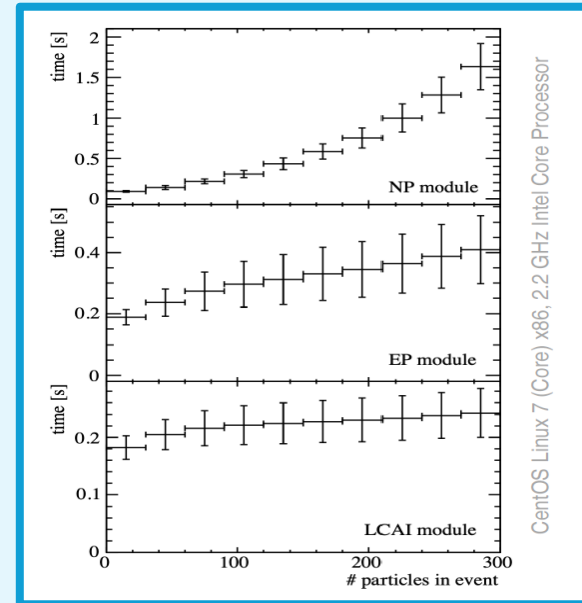 time [s]
2
1.5
1
0.5
0
NP module
time [s]
0.4
0.2
0
EP module
time [s]
0.2
0.1
0
LCAI module
0 100 200 300
# particles in event
CentOS Linux 7 (Core) x86, 2.2 GHz Intel Core Processor